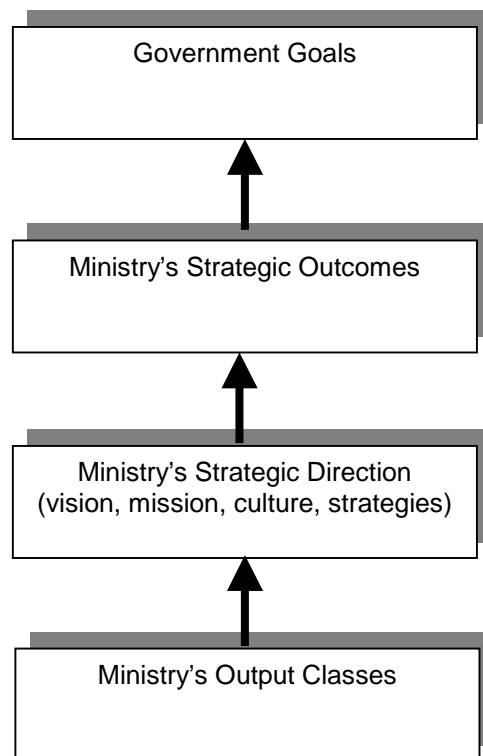 Government Goals
Ministry’s Strategic Outcomes
Ministry’s Strategic Direction
(vision, mission, culture, strategies)
Ministry’s Output Classes